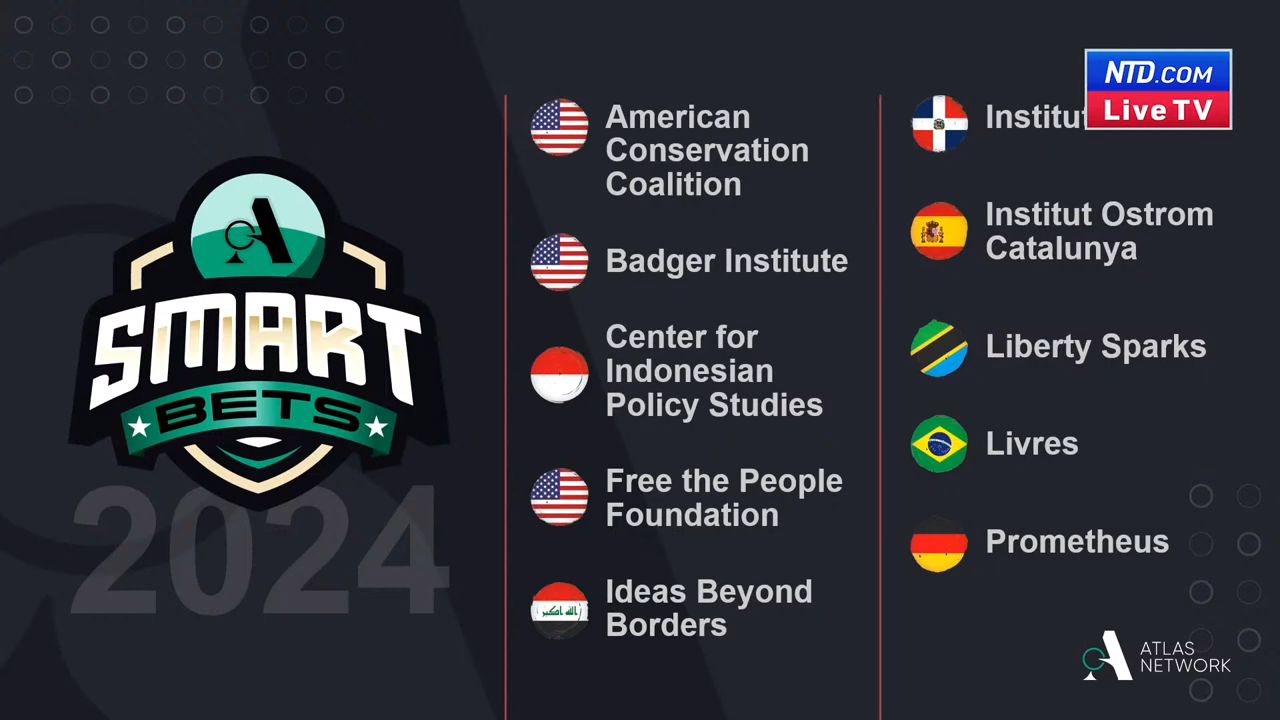 SMART
BETS
2024
American
Conservation
Coalition
Badger Institute
Center for
Indonesian
Policy Studies
Free the People
Foundation
Ideas Beyond
Borders
NTD.COM
Live TV
Institut Ostrom
Catalunya
Liberty Sparks
Livres
Prometheus
ATLAS
NETWORK